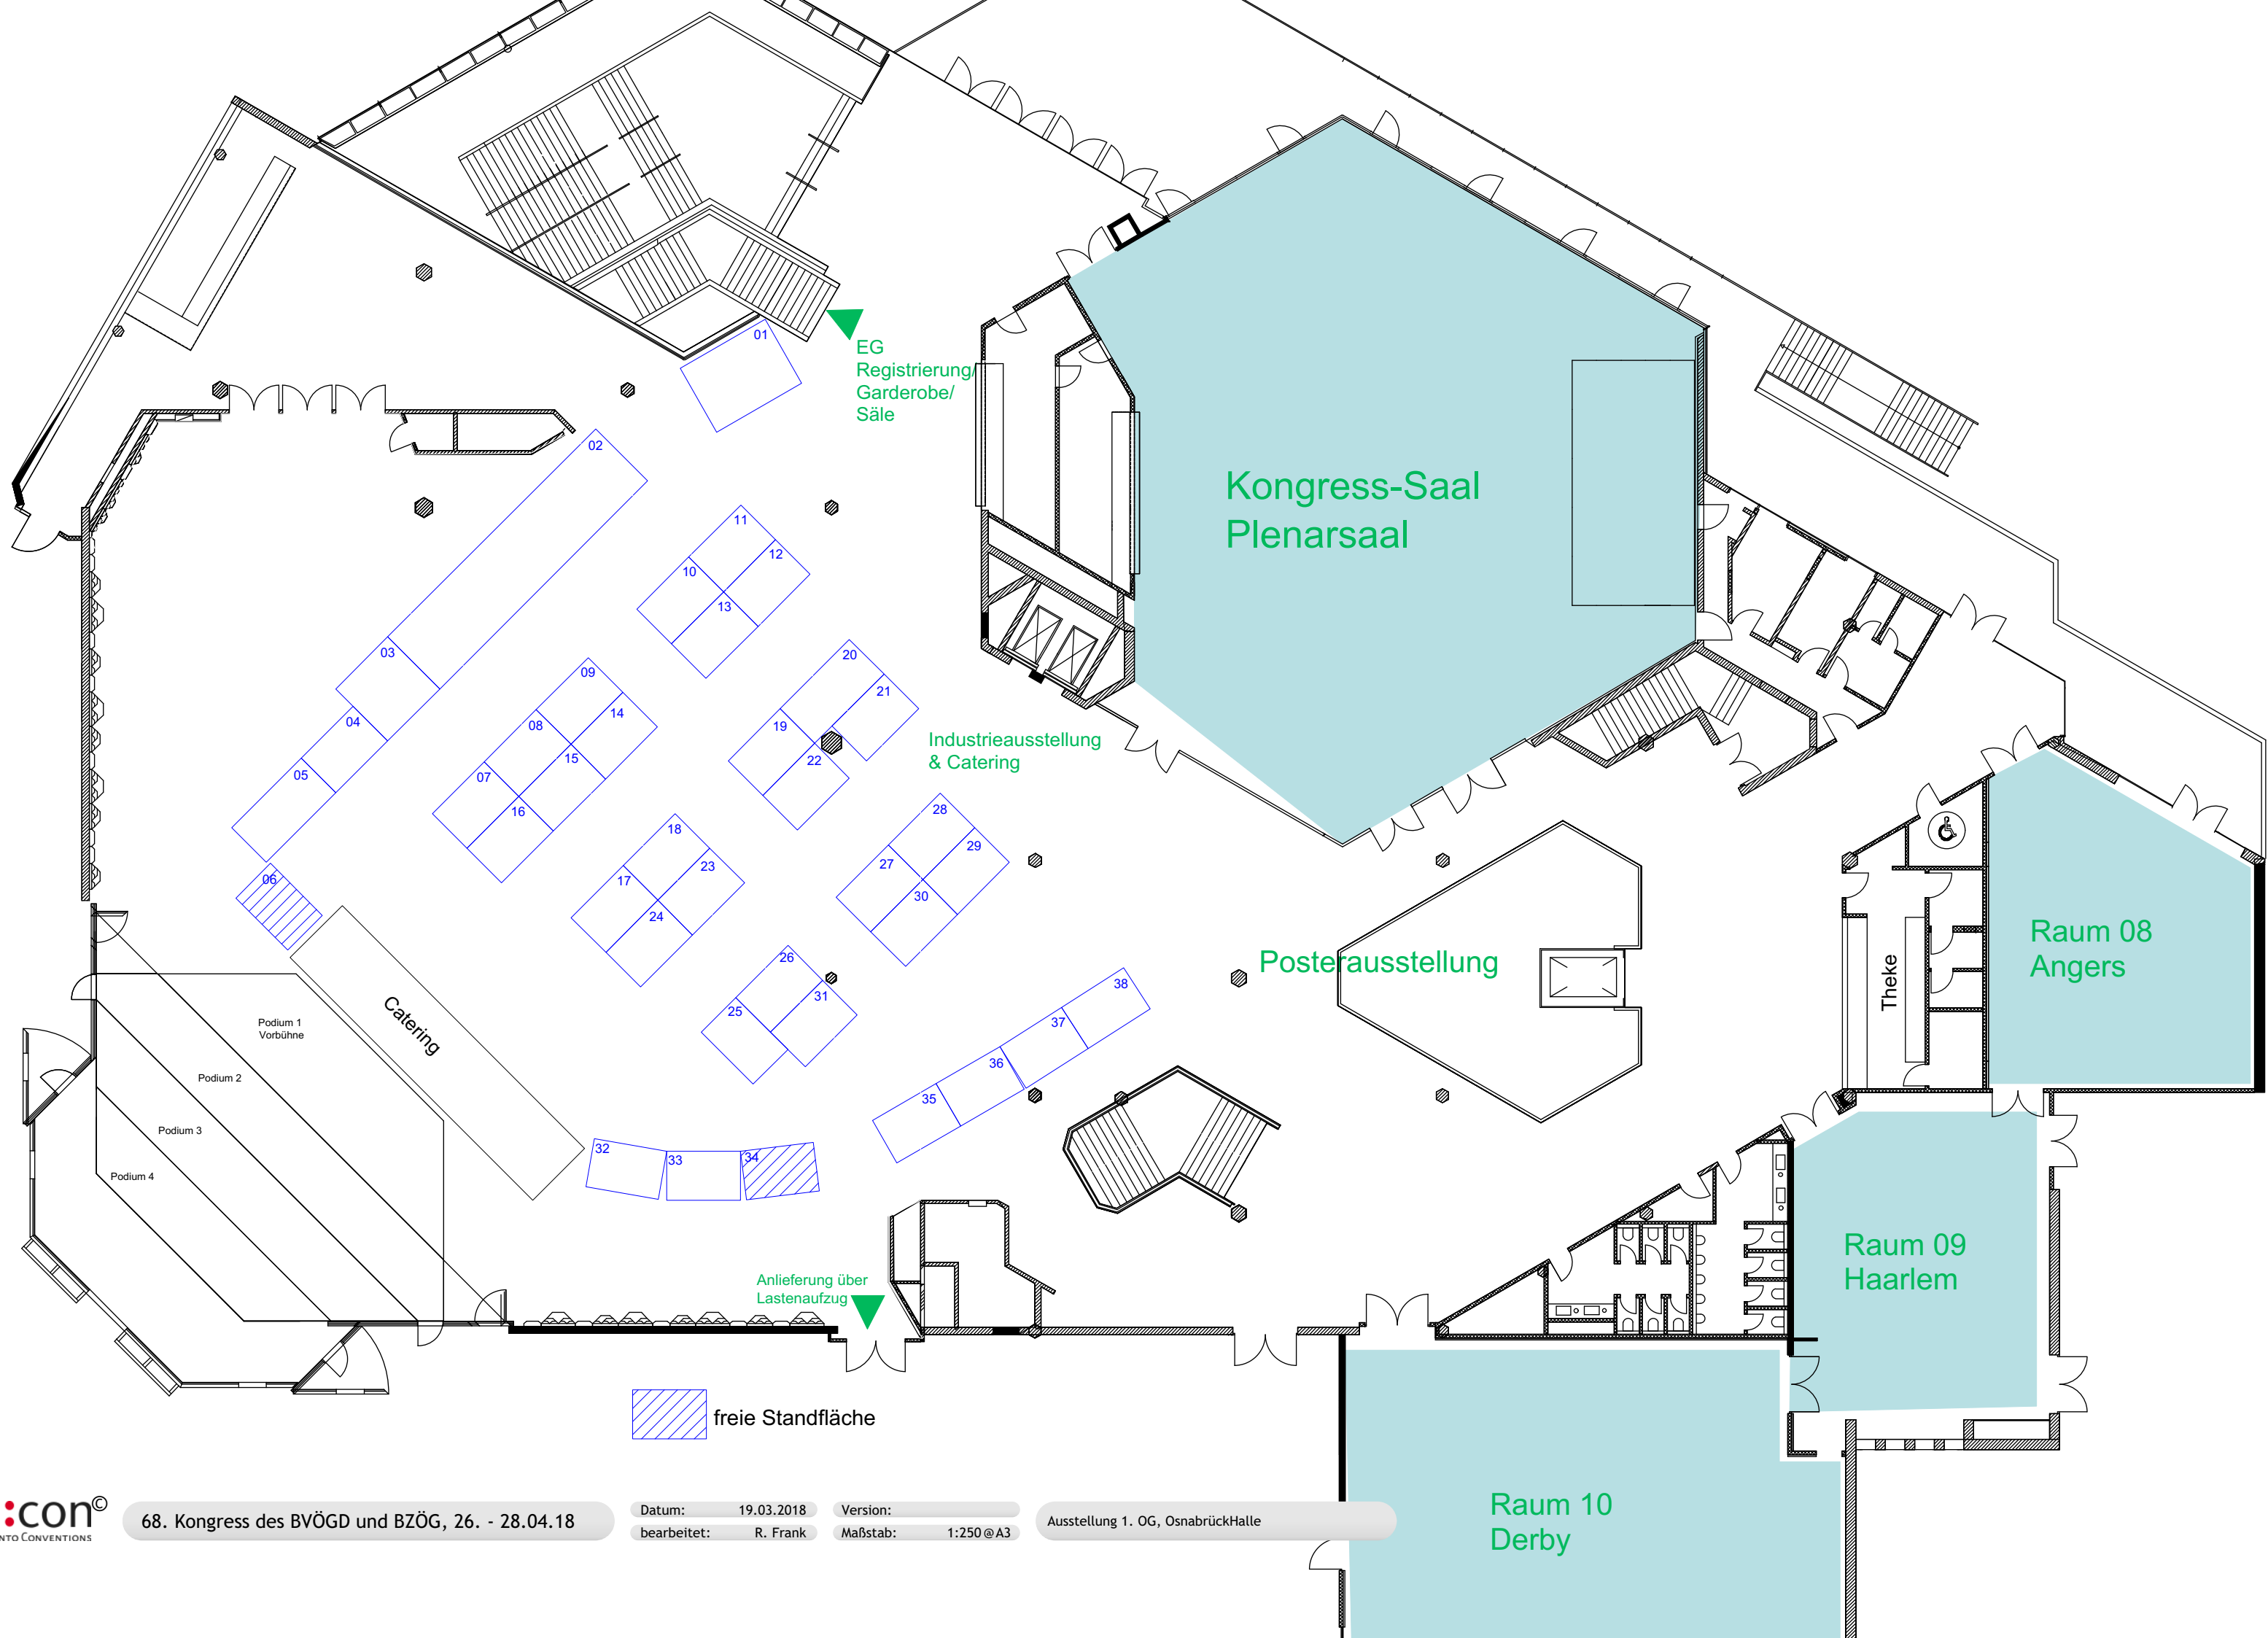 01
EG
Registrierung/
Garderobe/
Säle
02
03
04
05
06
07
08
09
10
11
12
13
14
15
16
17
18
19
20
21
22
23
24
25
26
27
28
29
30
31
32
33
34
35
36
37
38
Kongress-Saal
Plenarsaal
Industrieausstellung
& Catering
Posterausstellung
Theke
Raum 08
Angers
Raum 09
Haarlem
Raum 10
Derby
Catering
Podium 1
Vorbühne
Podium 2
Podium 3
Podium 4
Anlieferung über
Lastenaufzug
freie Standfläche
:con©
NTO CONVENTIONS
68. Kongress des BVÖGD und BZÖG, 26. - 28.04.18
Datum: 19.03.2018
bearbeitet: R. Frank
Version:
Maßstab: 1:250@A3
Ausstellung 1. OG, OsnabrückHalle